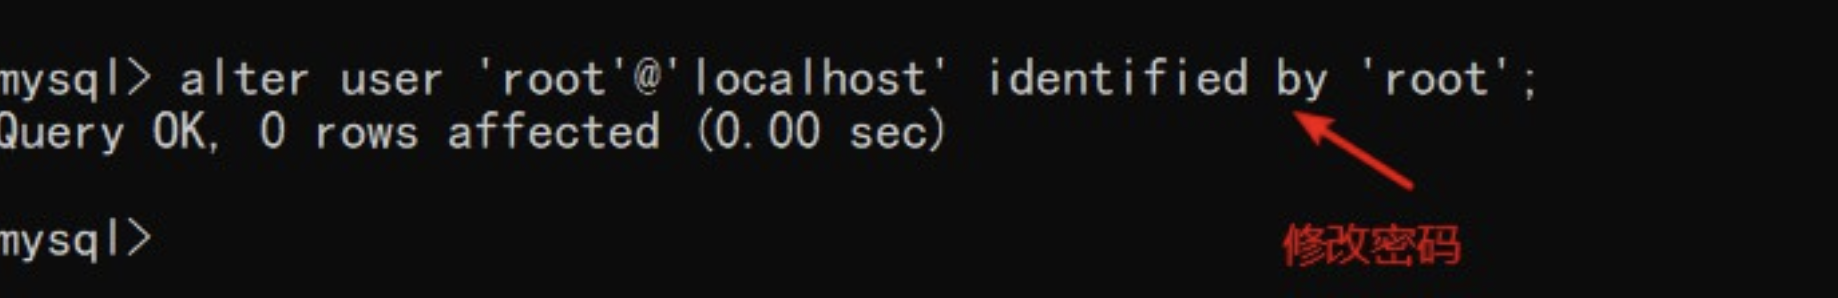 mysql> alter user 'root'@'localhost' identified by 'root';
Query OK, 0 rows affected (0.00 sec)
mysql>
修改密码